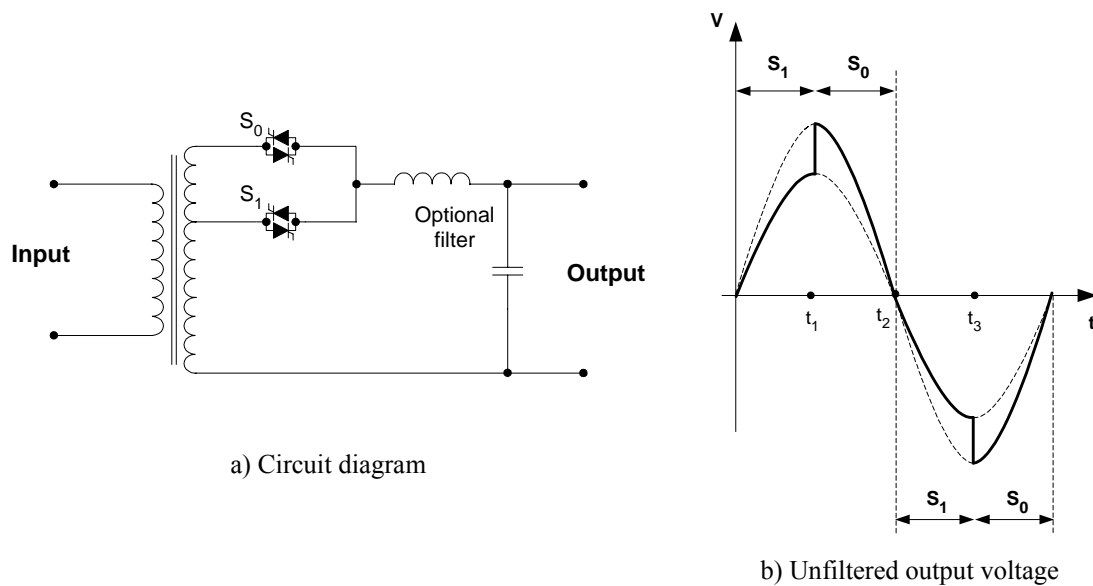 S0
S1
Input
Optional
filter
Output
a) Circuit diagram
V
S1 S0
t1 t2 t3 t
S1 S0
b) Unfiltered output voltage